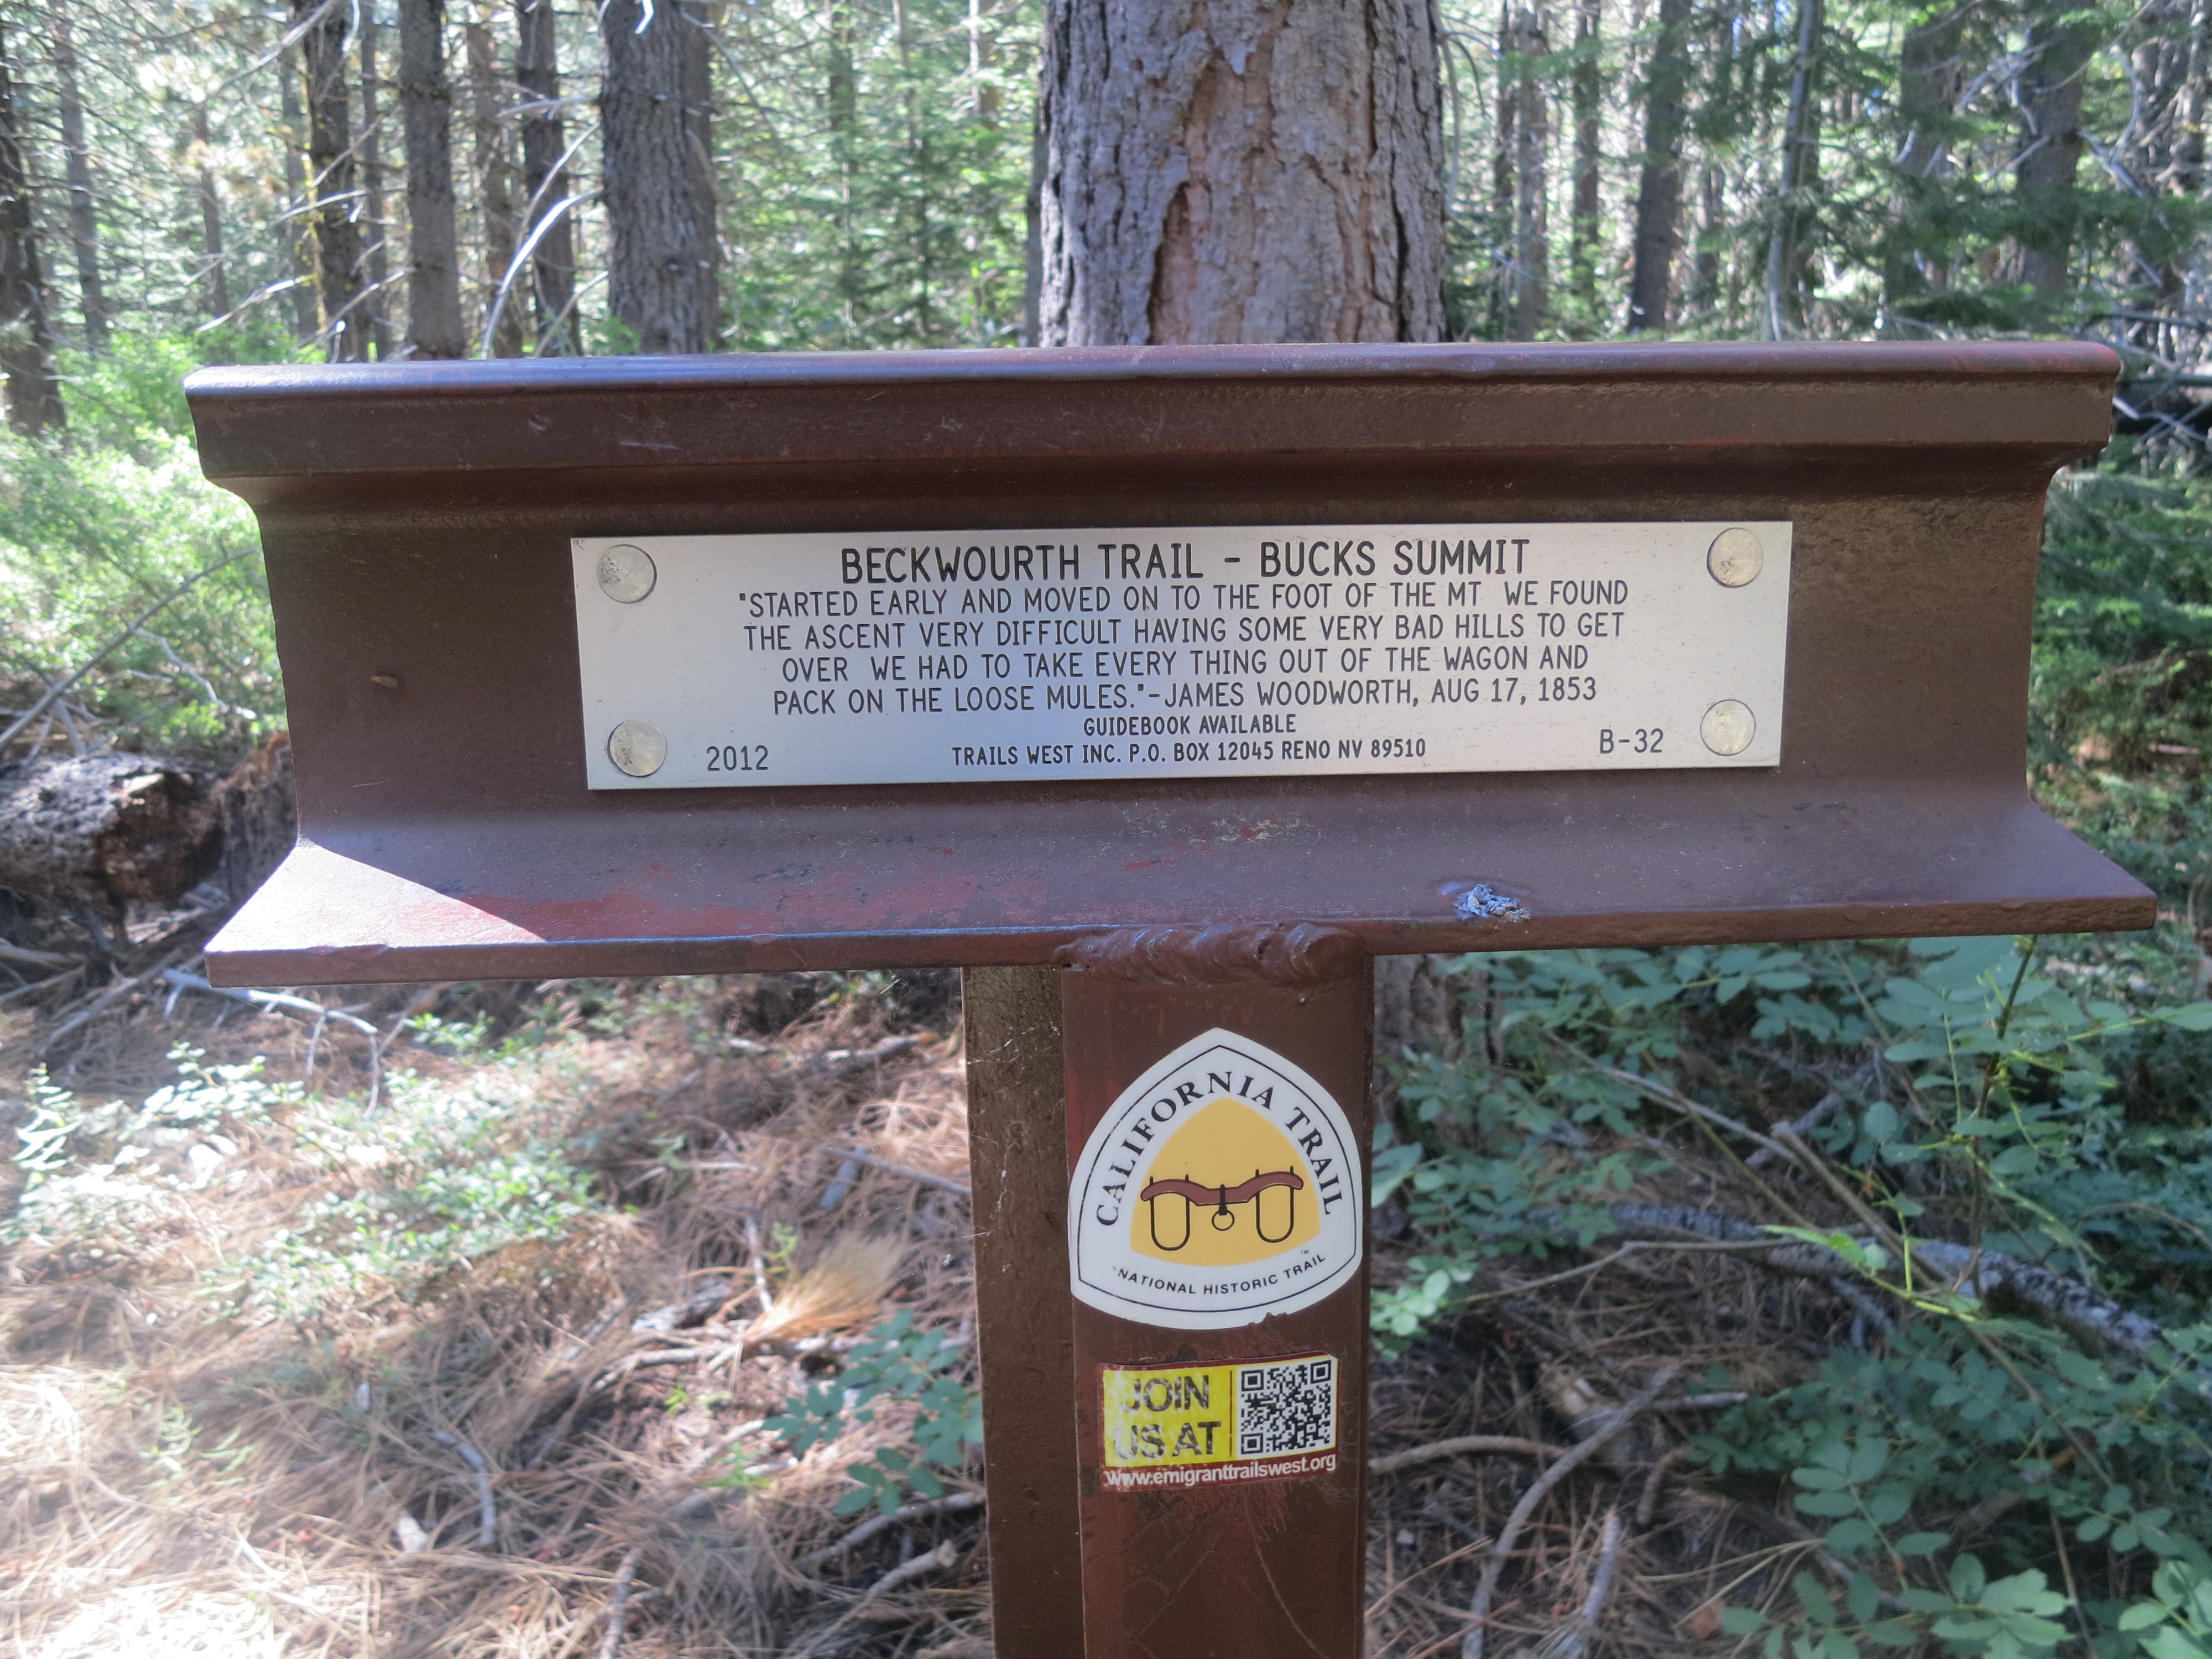 BECKWOURTH TRAIL - BUCKS SUMMIT
"STARTED EARLY AND MOVED ON TO THE FOOT OF THE MT WE FOUND
THE ASCENT VERY DIFFICULT HAVING SOME VERY BAD HILLS TO GET
OVER WE HAD TO TAKE EVERY THING OUT OF THE WAGON AND
PACK ON THE LOOSE MULES."-JAMES WOODWORTH, AUG 17, 1853
GUIDEBOOK AVAILABLE
2012 TRAILS WEST INC. P.O. BOX 12045 RENO NV 89510 B-32
CALIFORNIA TRAIL
NATIONAL HISTORIC TRAIL ™
JOIN
US AT
www.emigranttrailswest.org